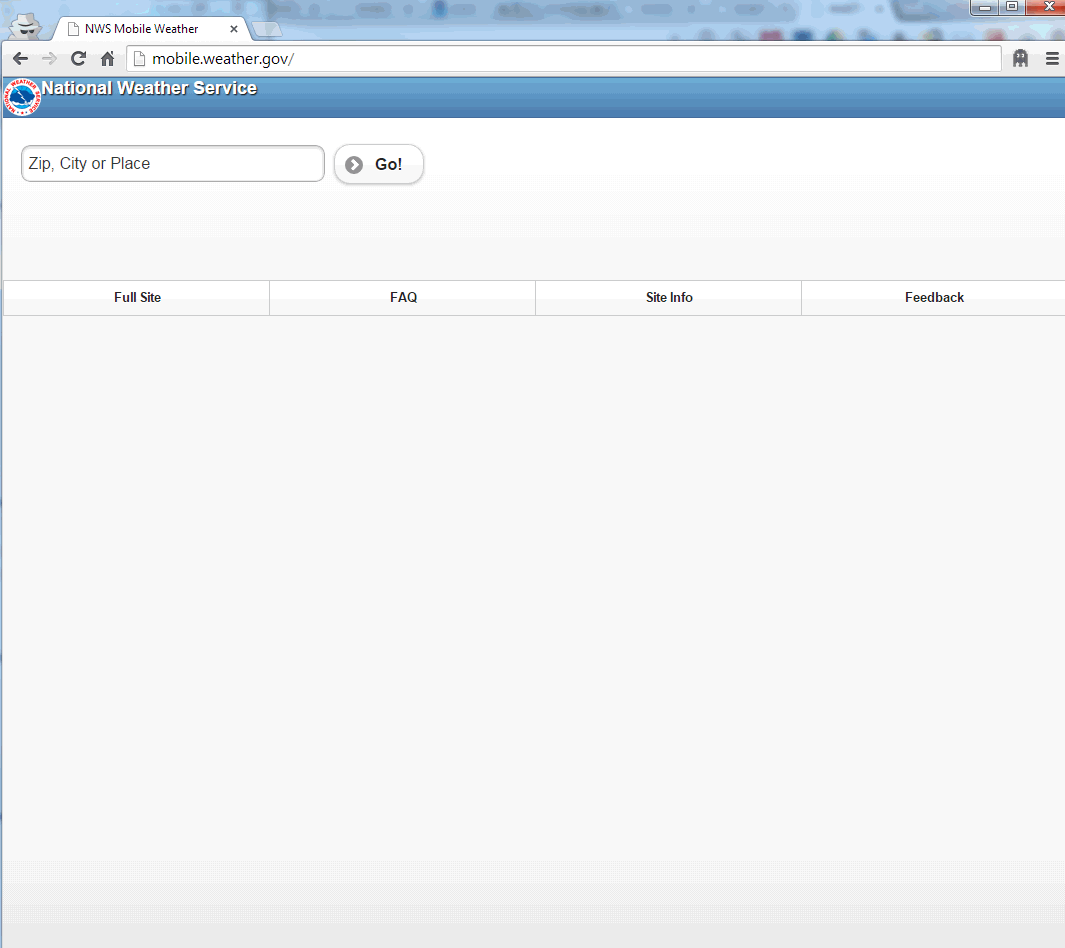 NWS Mobile Weather
mobile.weather.gov/
National Weather Service
Zip, City or Place
Go!
Full Site
FAQ
Site Info
Feedback